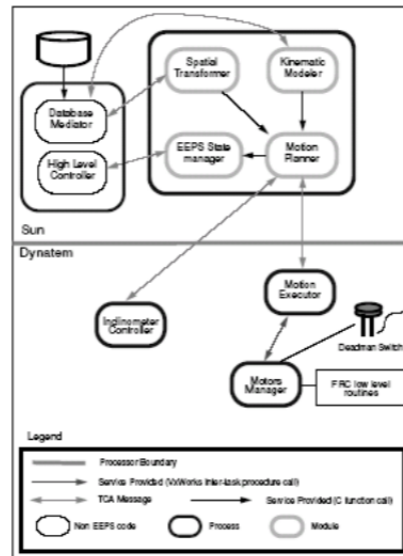 Spatial
Transformer
Kinematic
Modeler
Database
Mediator
High Level
Controller
EEPS State
manager
Motion
Planner
Sun
Dynatem
Motion
Executor
Inclinometer
Controller
Deadman Switch
Motors
Manager
FRC low level
routines
Legend
Processor Boundary
Service Provided (VxWorks inter-task procedure call)
TCA Message
Service Provided (C function call)
Non EEPS code
Process
Module